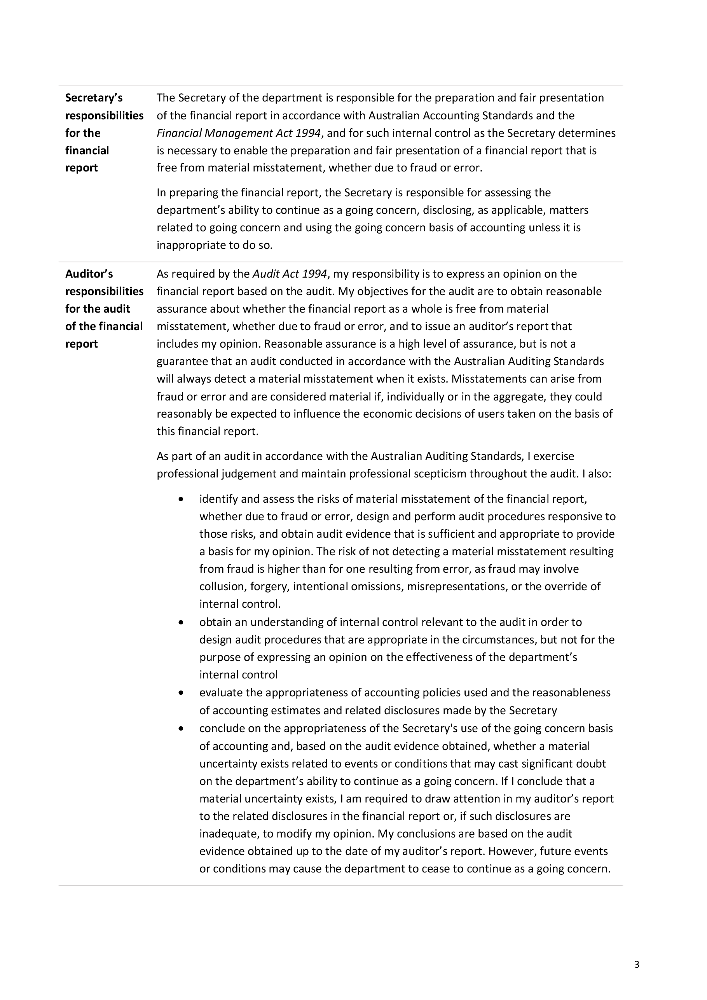 Secretary’s
responsibilities
for the
financial
report
The Secretary of the department is responsible for the preparation and fair presentation
of the financial report in accordance with Australian Accounting Standards and the
Financial Management Act 1994, and for such internal control as the Secretary determines
is necessary to enable the preparation and fair presentation of a financial report that is
free from material misstatement, whether due to fraud or error.
In preparing the financial report, the Secretary is responsible for assessing the
department’s ability to continue as a going concern, disclosing, as applicable, matters
related to going concern and using the going concern basis of accounting unless it is
inappropriate to do so.
Auditor’s
responsibilities
for the audit
of the financial
report
As required by the Audit Act 1994, my responsibility is to express an opinion on the
financial report based on the audit. My objectives for the audit are to obtain reasonable
assurance about whether the financial report as a whole is free from material
misstatement, whether due to fraud or error, and to issue an auditor’s report that
includes my opinion. Reasonable assurance is a high level of assurance, but is not a
guarantee that an audit conducted in accordance with the Australian Auditing Standards
will always detect a material misstatement when it exists. Misstatements can arise from
fraud or error and are considered material if, individually or in the aggregate, they could
reasonably be expected to influence the economic decisions of users taken on the basis of
this financial report.
As part of an audit in accordance with the Australian Auditing Standards, I exercise
professional judgement and maintain professional scepticism throughout the audit. I also:
• identify and assess the risks of material misstatement of the financial report,
whether due to fraud or error, design and perform audit procedures responsive to
those risks, and obtain audit evidence that is sufficient and appropriate to provide
a basis for my opinion. The risk of not detecting a material misstatement resulting
from fraud is higher than for one resulting from error, as fraud may involve
collusion, forgery, intentional omissions, misrepresentations, or the override of
internal control.
• obtain an understanding of internal control relevant to the audit in order to
design audit procedures that are appropriate in the circumstances, but not for the
purpose of expressing an opinion on the effectiveness of the department’s
internal control
• evaluate the appropriateness of accounting policies used and the reasonableness
of accounting estimates and related disclosures made by the Secretary
• conclude on the appropriateness of the Secretary's use of the going concern basis
of accounting and, based on the audit evidence obtained, whether a material
uncertainty exists related to events or conditions that may cast significant doubt
on the department’s ability to continue as a going concern. If I conclude that a
material uncertainty exists, I am required to draw attention in my auditor’s report
to the related disclosures in the financial report or, if such disclosures are
inadequate, to modify my opinion. My conclusions are based on the audit
evidence obtained up to the date of my auditor’s report. However, future events
or conditions may cause the department to cease to continue as a going concern.
3